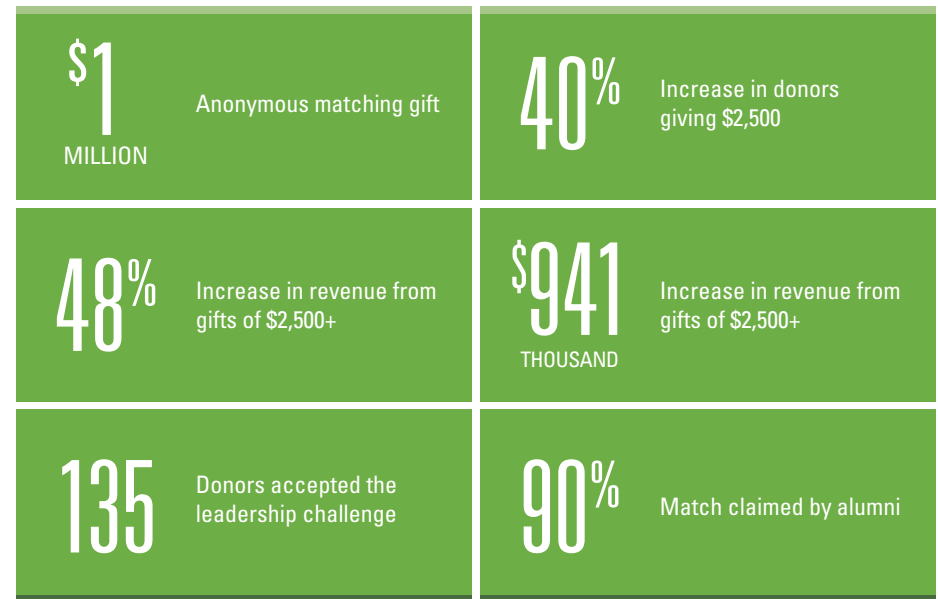 $1
MILLION
Anonymous matching gift
40%
Increase in donors
giving $2,500
48%
Increase in revenue from
gifts of $2,500+
$941
THOUSAND
Increase in revenue from
gifts of $2,500+
135
Donors accepted the
leadership challenge
90%
Match claimed by alumni